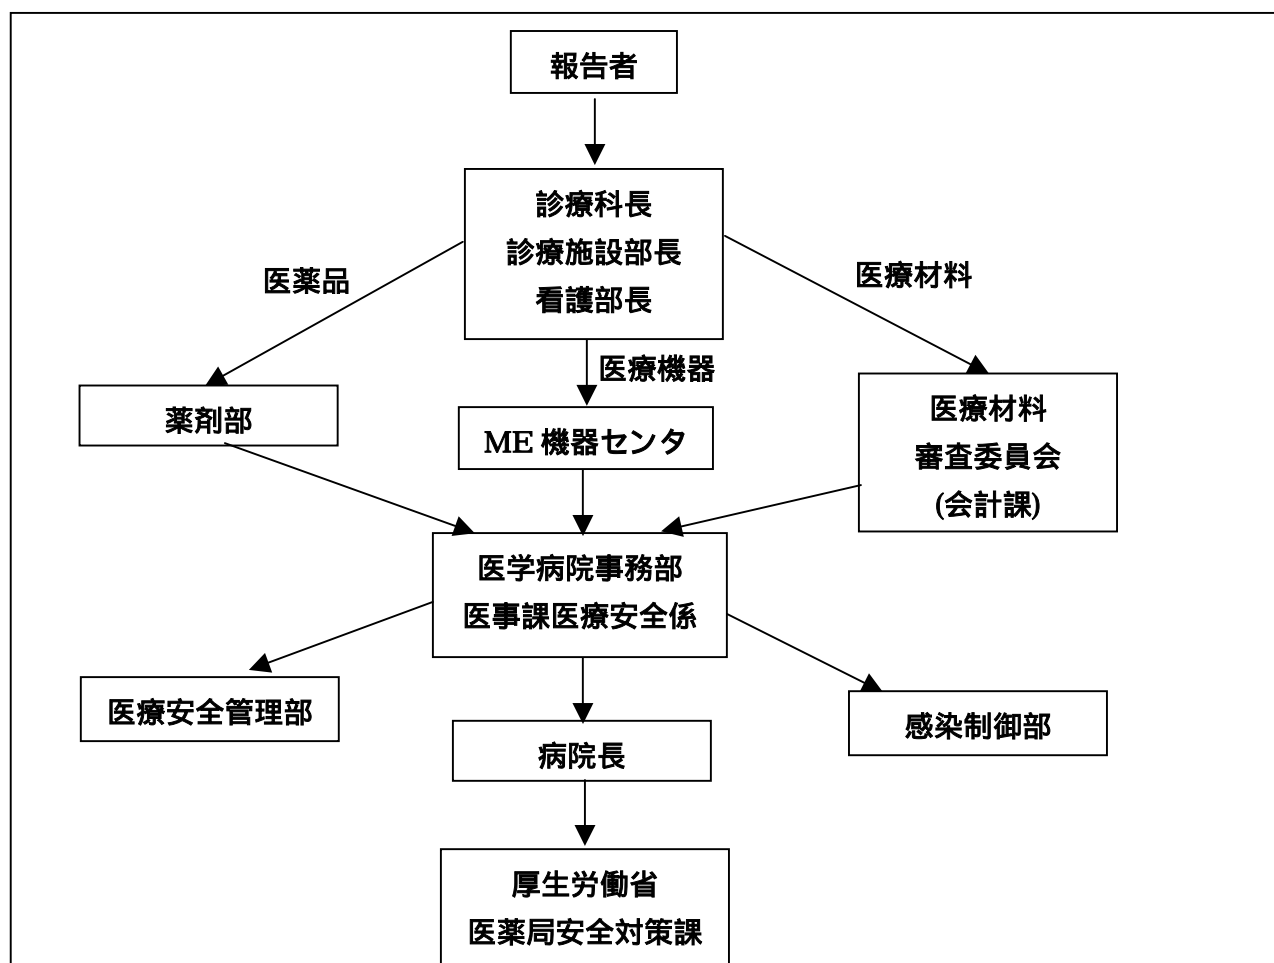 報告者
診療科長
診療施設部長
看護部長
医薬品
医療材料
医療機器
薬剤部
ME 機器センタ
医療材料
審査委員会
(会計課)
医学病院事務部
医事課医療安全係
医療安全管理部
感染制御部
病院長
厚生労働省
医薬局安全対策課